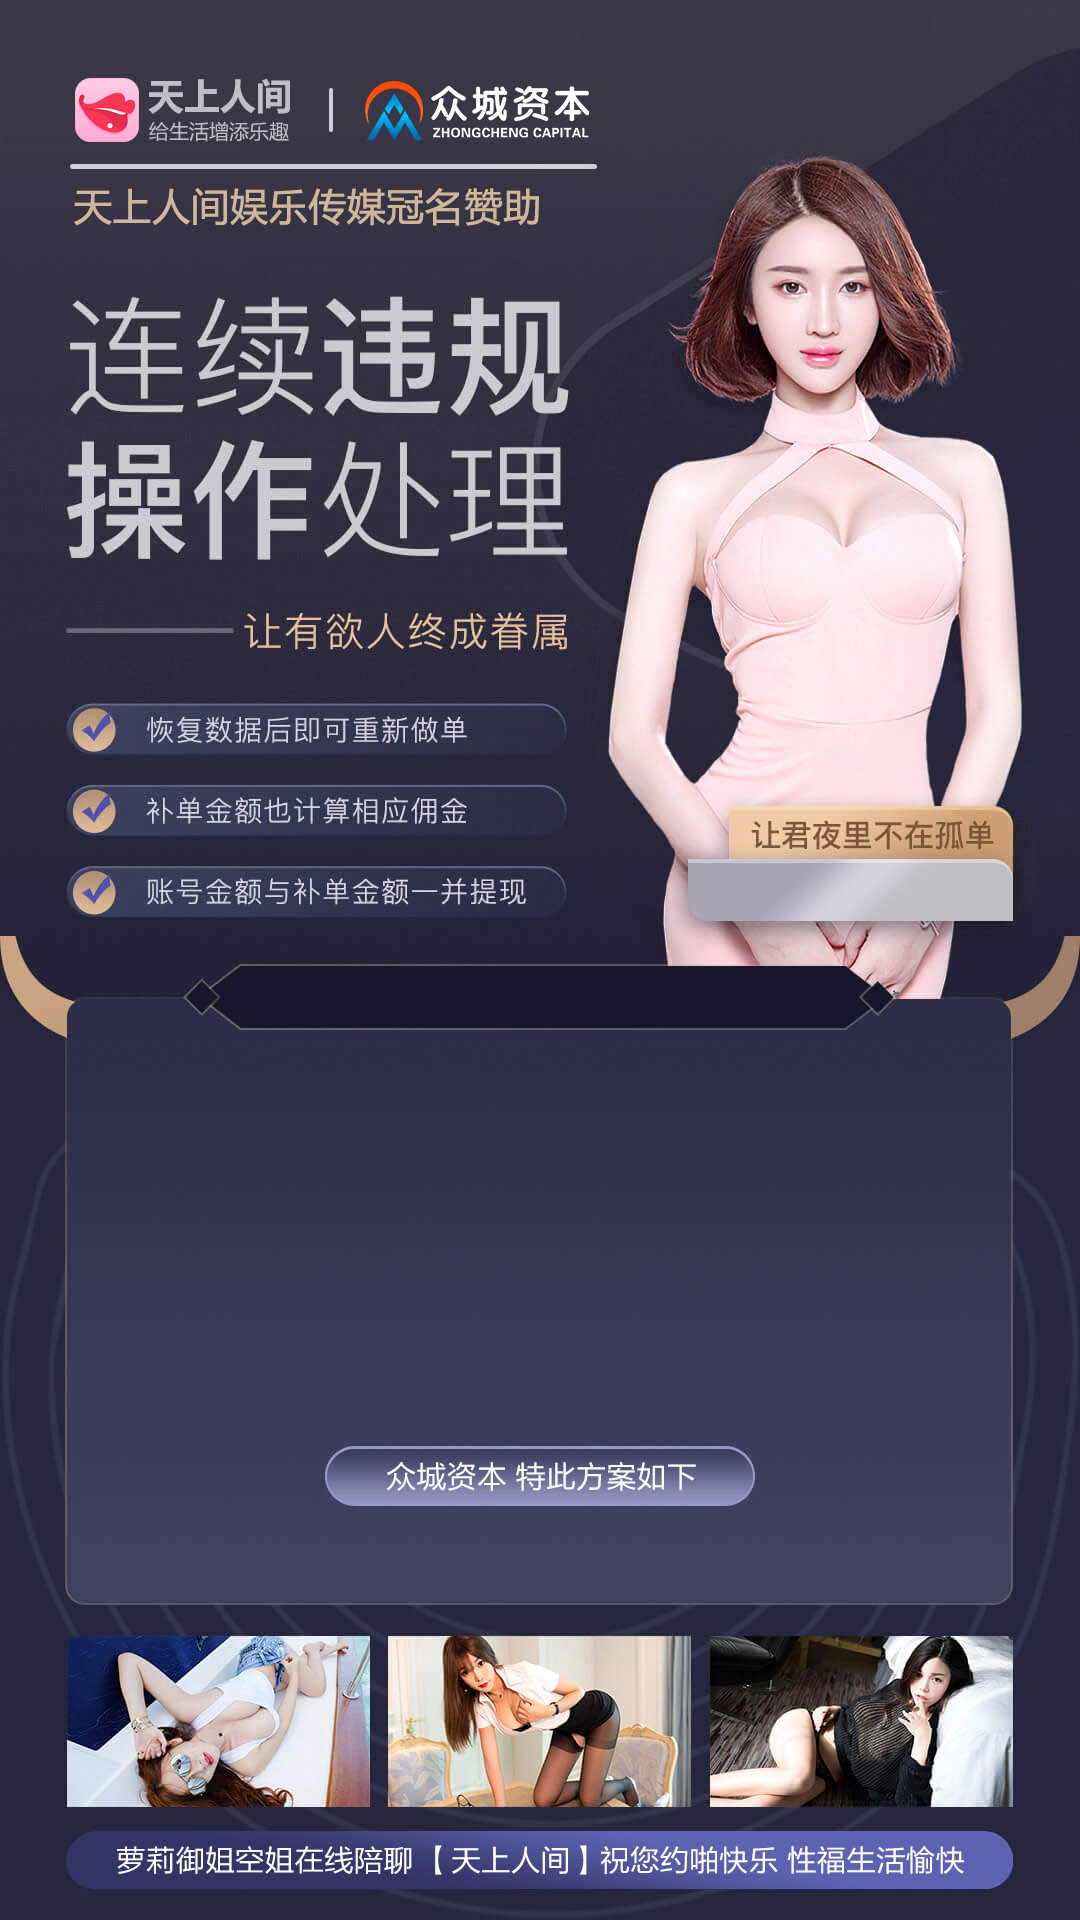 天上人间
给生活增添乐趣
众城资本
ZHONGCHENG CAPITAL
天上人间娱乐传媒冠名赞助
连续违规
操作处理
让有欲人终成眷属
恢复数据后即可重新做单
补单金额也计算相应佣金
账号金额与补单金额一并提现
让君夜里不在孤单
众城资本 特此方案如下
萝莉御姐空姐在线陪聊【天上人间】祝您约啪快乐 性福生活愉快